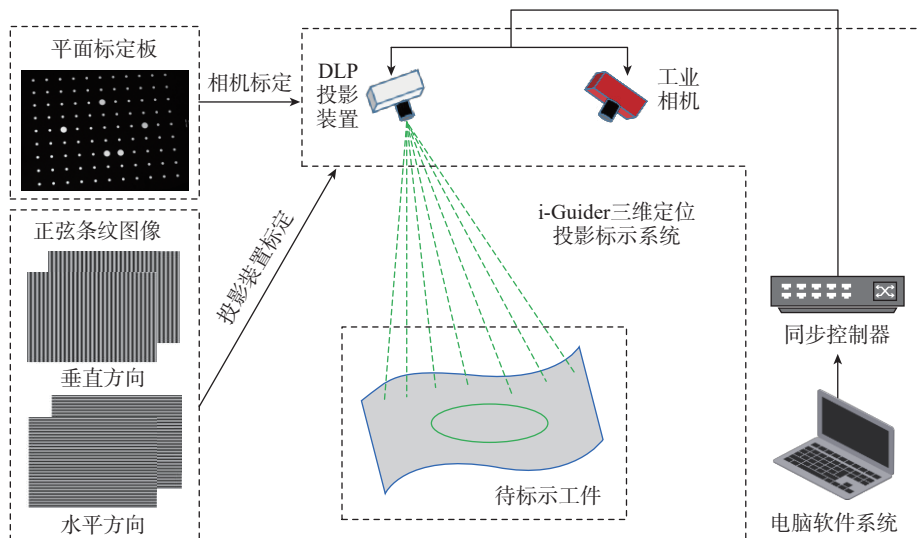 平面标定板
相机标定
DLP
投影
装置
工业
相机
正弦条纹图像
垂直方向
水平方向
投影装置标定
i-Guider三维定位
投影标示系统
待标示工件
同步控制器
电脑软件系统